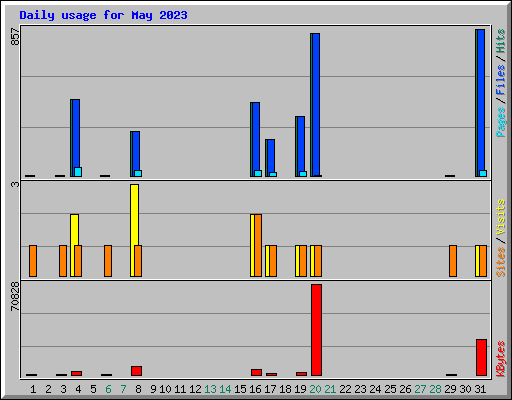 Daily usage for May 2023
857
Pages / Files / Hits
3
Sites / Visits
70828
KBytes
1 2 3 4 5 6 7 8 9 10 11 12 13 14 15 16 17 18 19 20 21 22 23 24 25 26 27 28 29 30 31